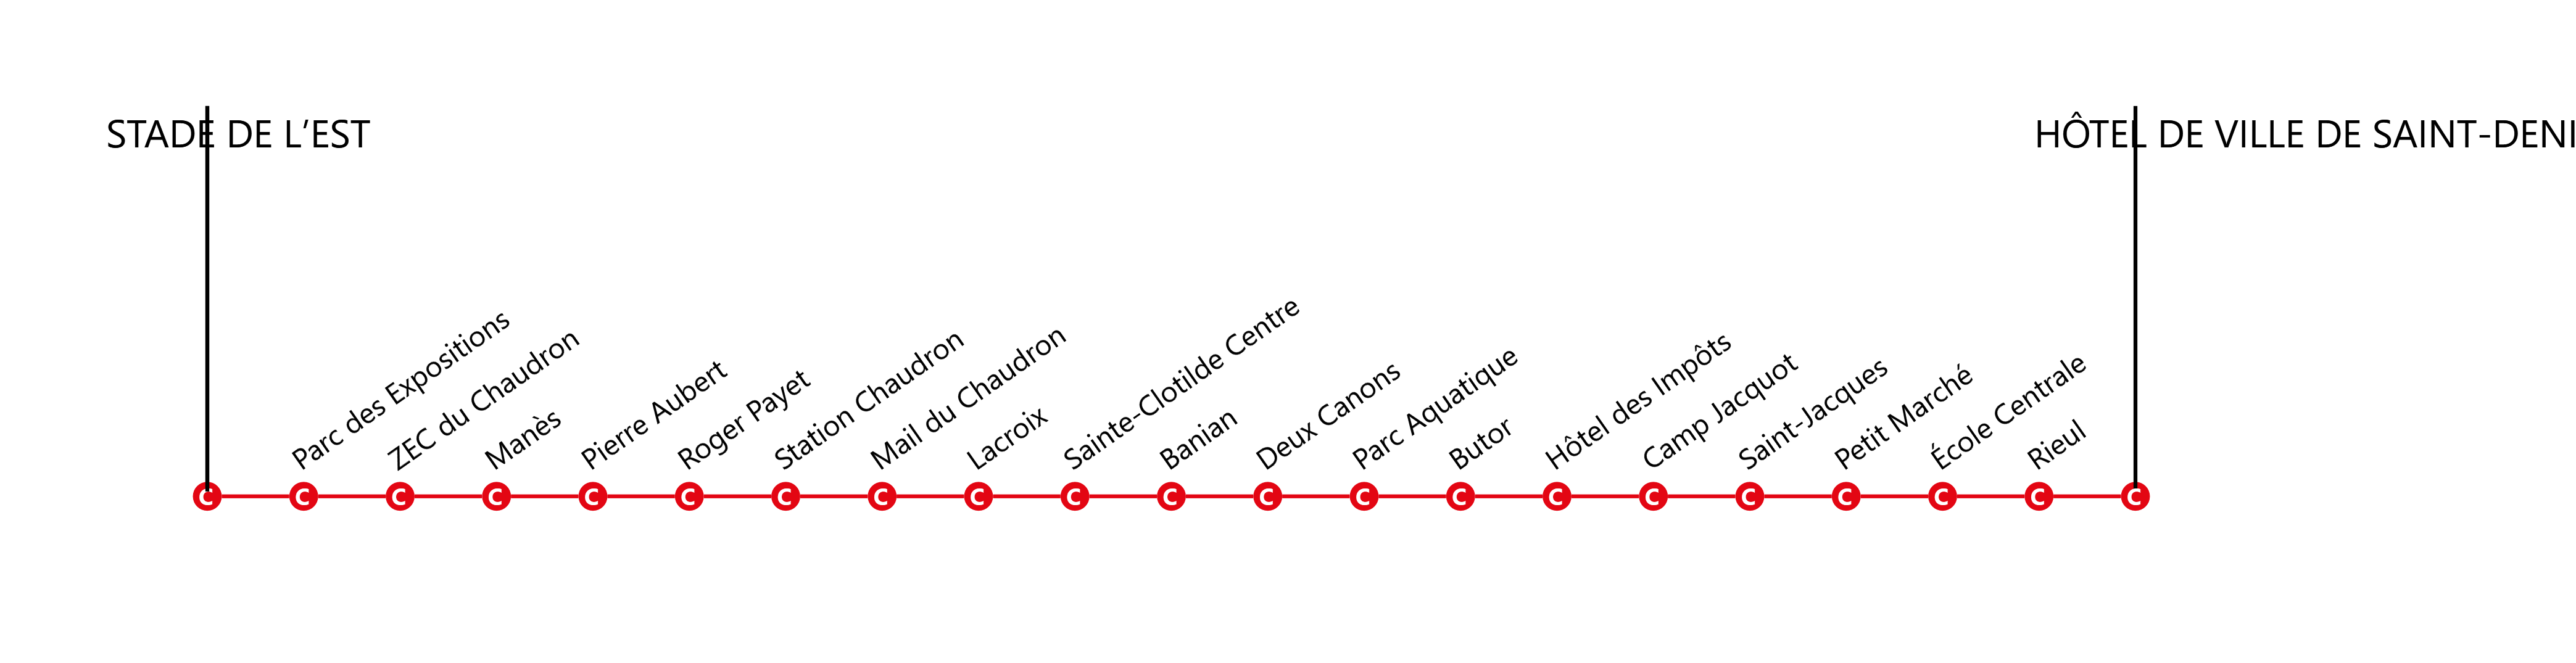 STADE DE L’EST
HÔTEL DE VILLE DE SAINT-DENI
Parc des Expositions
ZEC du Chaudron
Manès
Pierre Aubert
Roger Payet
Station Chaudron
Mail du Chaudron
Lacroix
Sainte-Clotilde Centre
Banian
Deux Canons
Parc Aquatique
Butor
Hôtel des Impôts
Camp Jacquot
Saint-Jacques
Petit Marché
École Centrale
Rieul
C C C C C C C C C C C C C C C C C C C C C